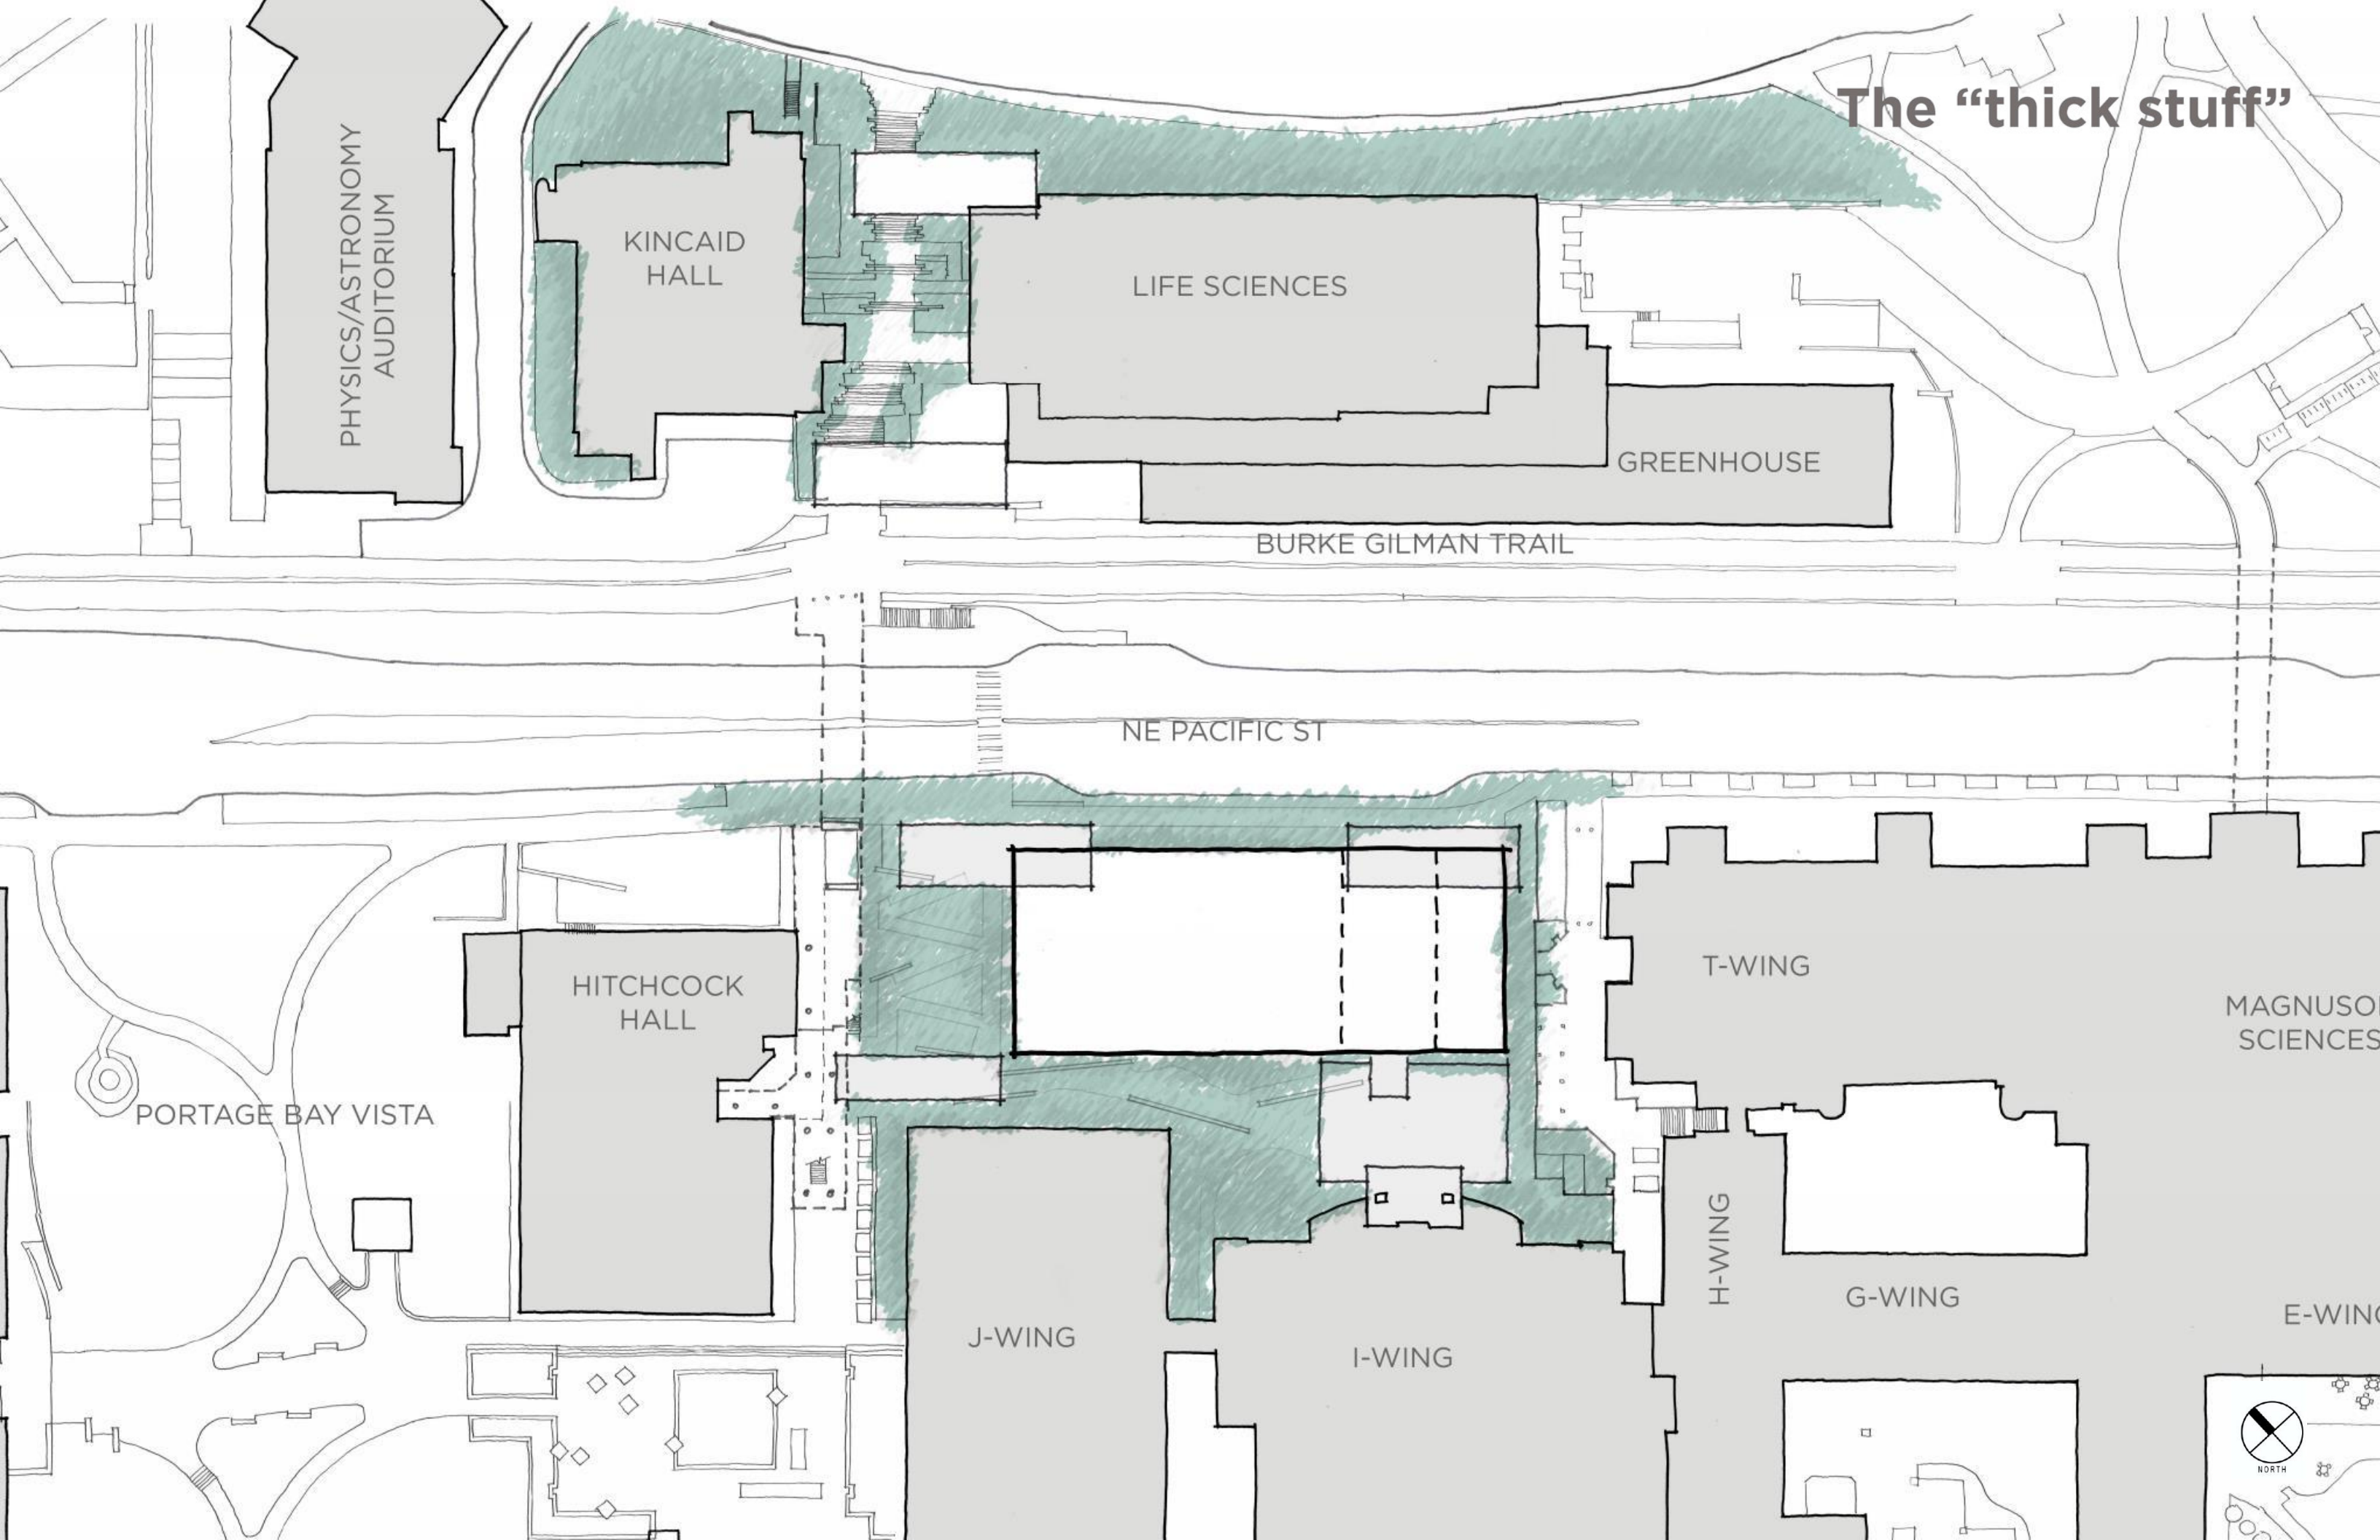 The “thick stuff”
PHYSICS/ASTRONOMY
AUDITORIUM
KINCAID
HALL
LIFE SCIENCES
GREENHOUSE
BURKE GILMAN TRAIL
NE PACIFIC ST
HITCHCOCK
HALL
T-WING
MAGNUSO
SCIENCES
PORTAGE BAY VISTA
H-WING
G-WING
E-WING
J-WING
I-WING
NORTH